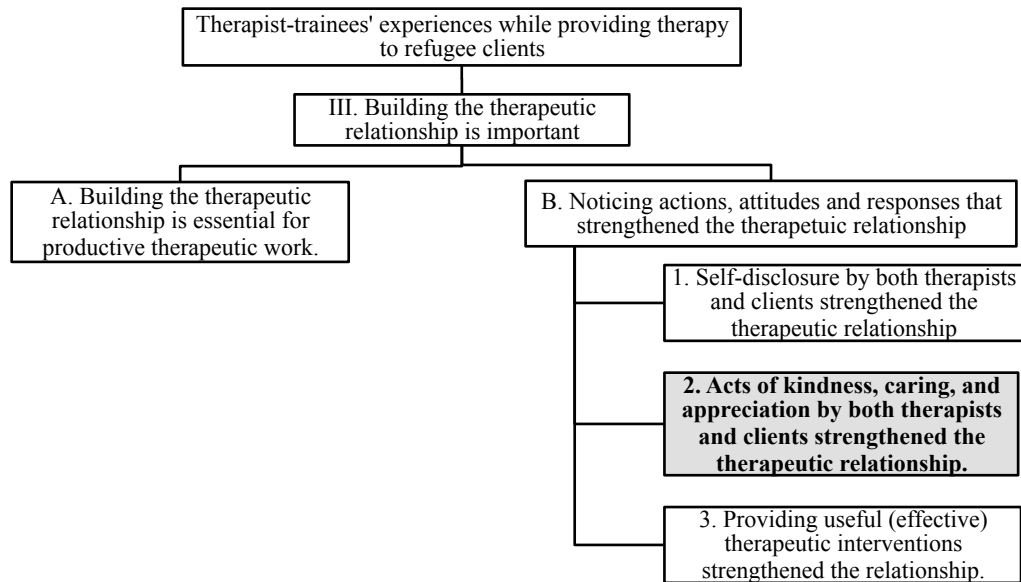 Therapist-trainees' experiences while providing therapy
to refugee clients
III. Building the therapeutic
relationship is important
A. Building the therapeutic
relationship is essential for
productive therapeutic work.
B. Noticing actions, attitudes and responses that
strengthened the therapetuic relationship
1. Self-disclosure by both therapists
and clients strengthened the
therapeutic relationship
2. Acts of kindness, caring, and
appreciation by both therapists
and clients strengthened the
therapeutic relationship.
3. Providing useful (effective)
therapeutic interventions
strengthened the relationship.